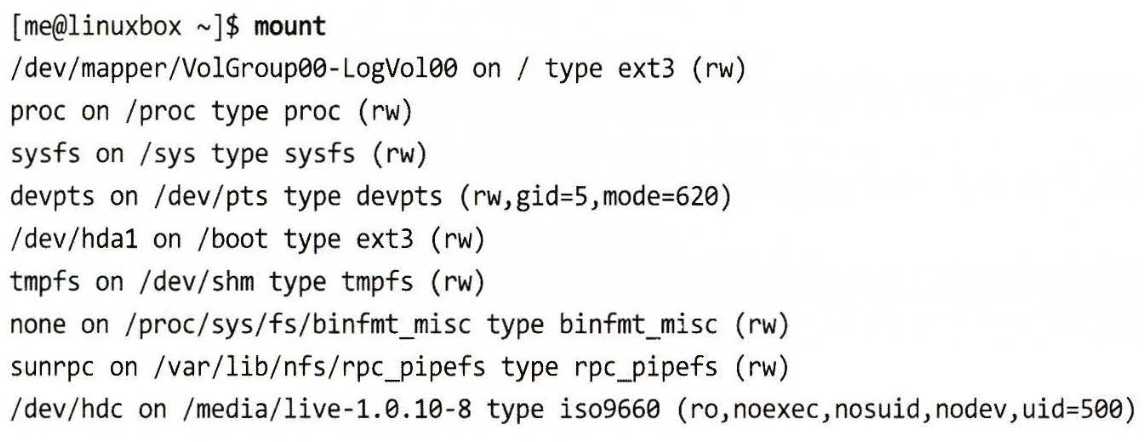 [me@linuxbox ~]$ mount
/dev/mapper/VolGroup00-LogVol00 on / type ext3 (rw)
proc on /proc type proc (rw)
sysfs on /sys type sysfs (rw)
devpts on /dev/pts type devpts (rw,gid=5,mode=620)
/dev/hda1 on /boot type ext3 (rw)
tmpfs on /dev/shm type tmpfs (rw)
none on /proc/sys/fs/binfmt_misc type binfmt_misc (rw)
sunrpc on /var/lib/nfs/rpc_pipefs type rpc_pipefs (rw)
/dev/hdc on /media/live-1.0.10-8 type iso9660 (ro,noexec,nosuid,nodev,uid=500)